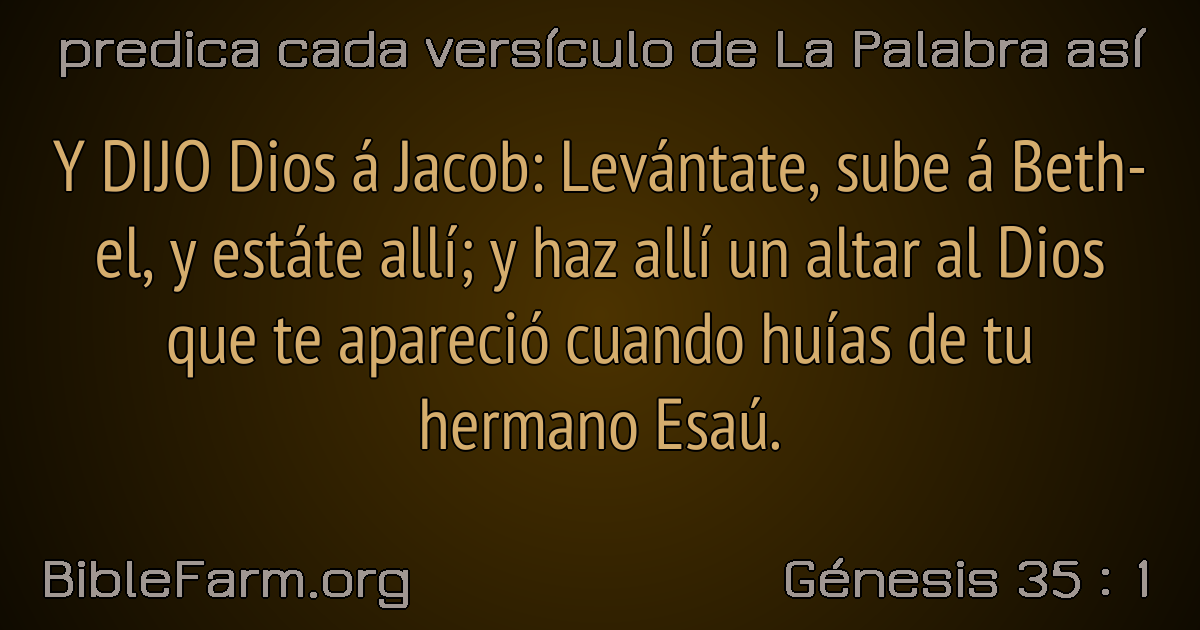 predica cada versículo de La Palabra así
Y DIJO Dios á Jacob: Levántate, sube á Beth-
el, y estáte allí; y haz allí un altar al Dios
que te apareció cuando huías de tu
hermano Esaú.
BibleFarm.org
Génesis 35 : 1